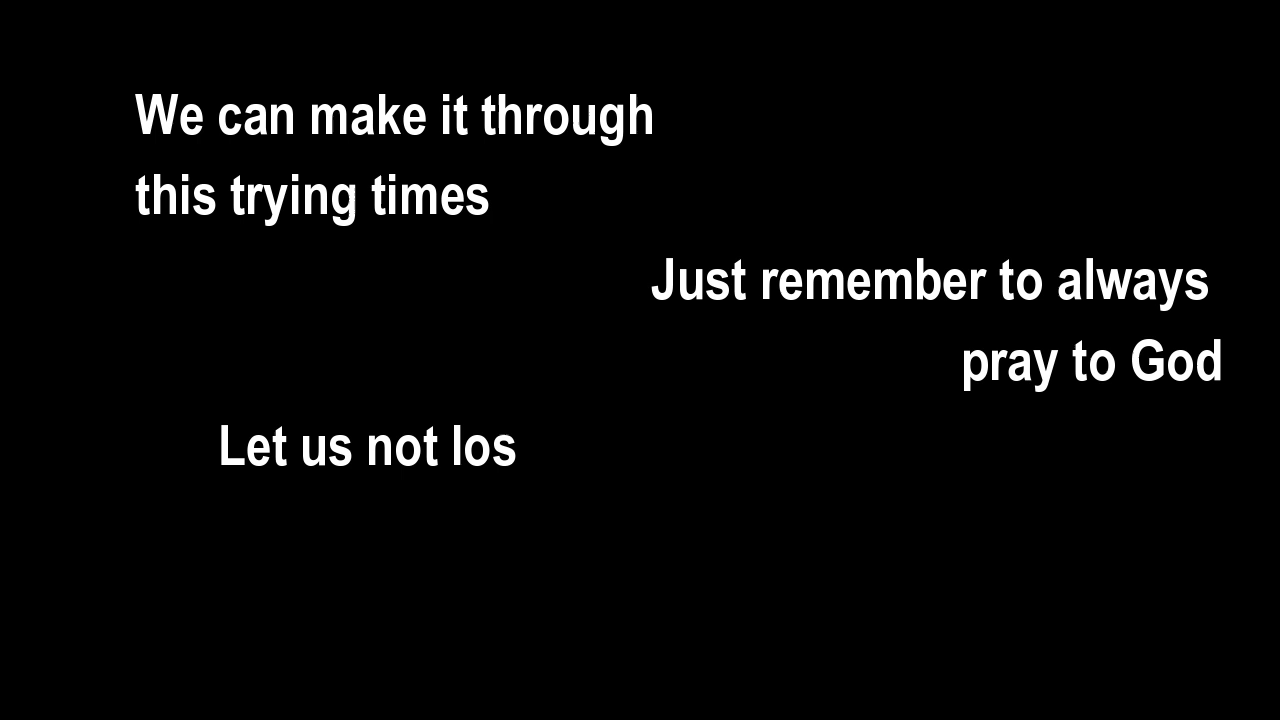 We can make it through
this trying times
Just remember to always
pray to God
Let us not los